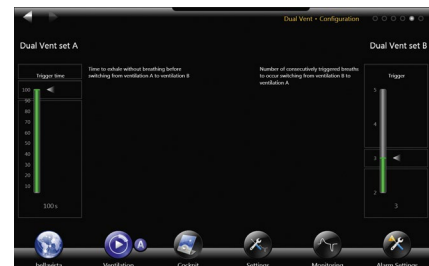 Dual Vent • Configuration
Dual Vent set A
Dual Vent set B
Trigger time
Time to exhale without breathing before
switching from ventilation A to ventilation B
Number of consecutively triggered breaths
to occur switching from ventilation B to
ventilation A
Trigger
100
90
80
70
60
50
40
30
20
10
100 s
5
4
3
2
3
A
bellavista
Ventilation
Cockpit
Settings
Monitoring
Alarm Settings